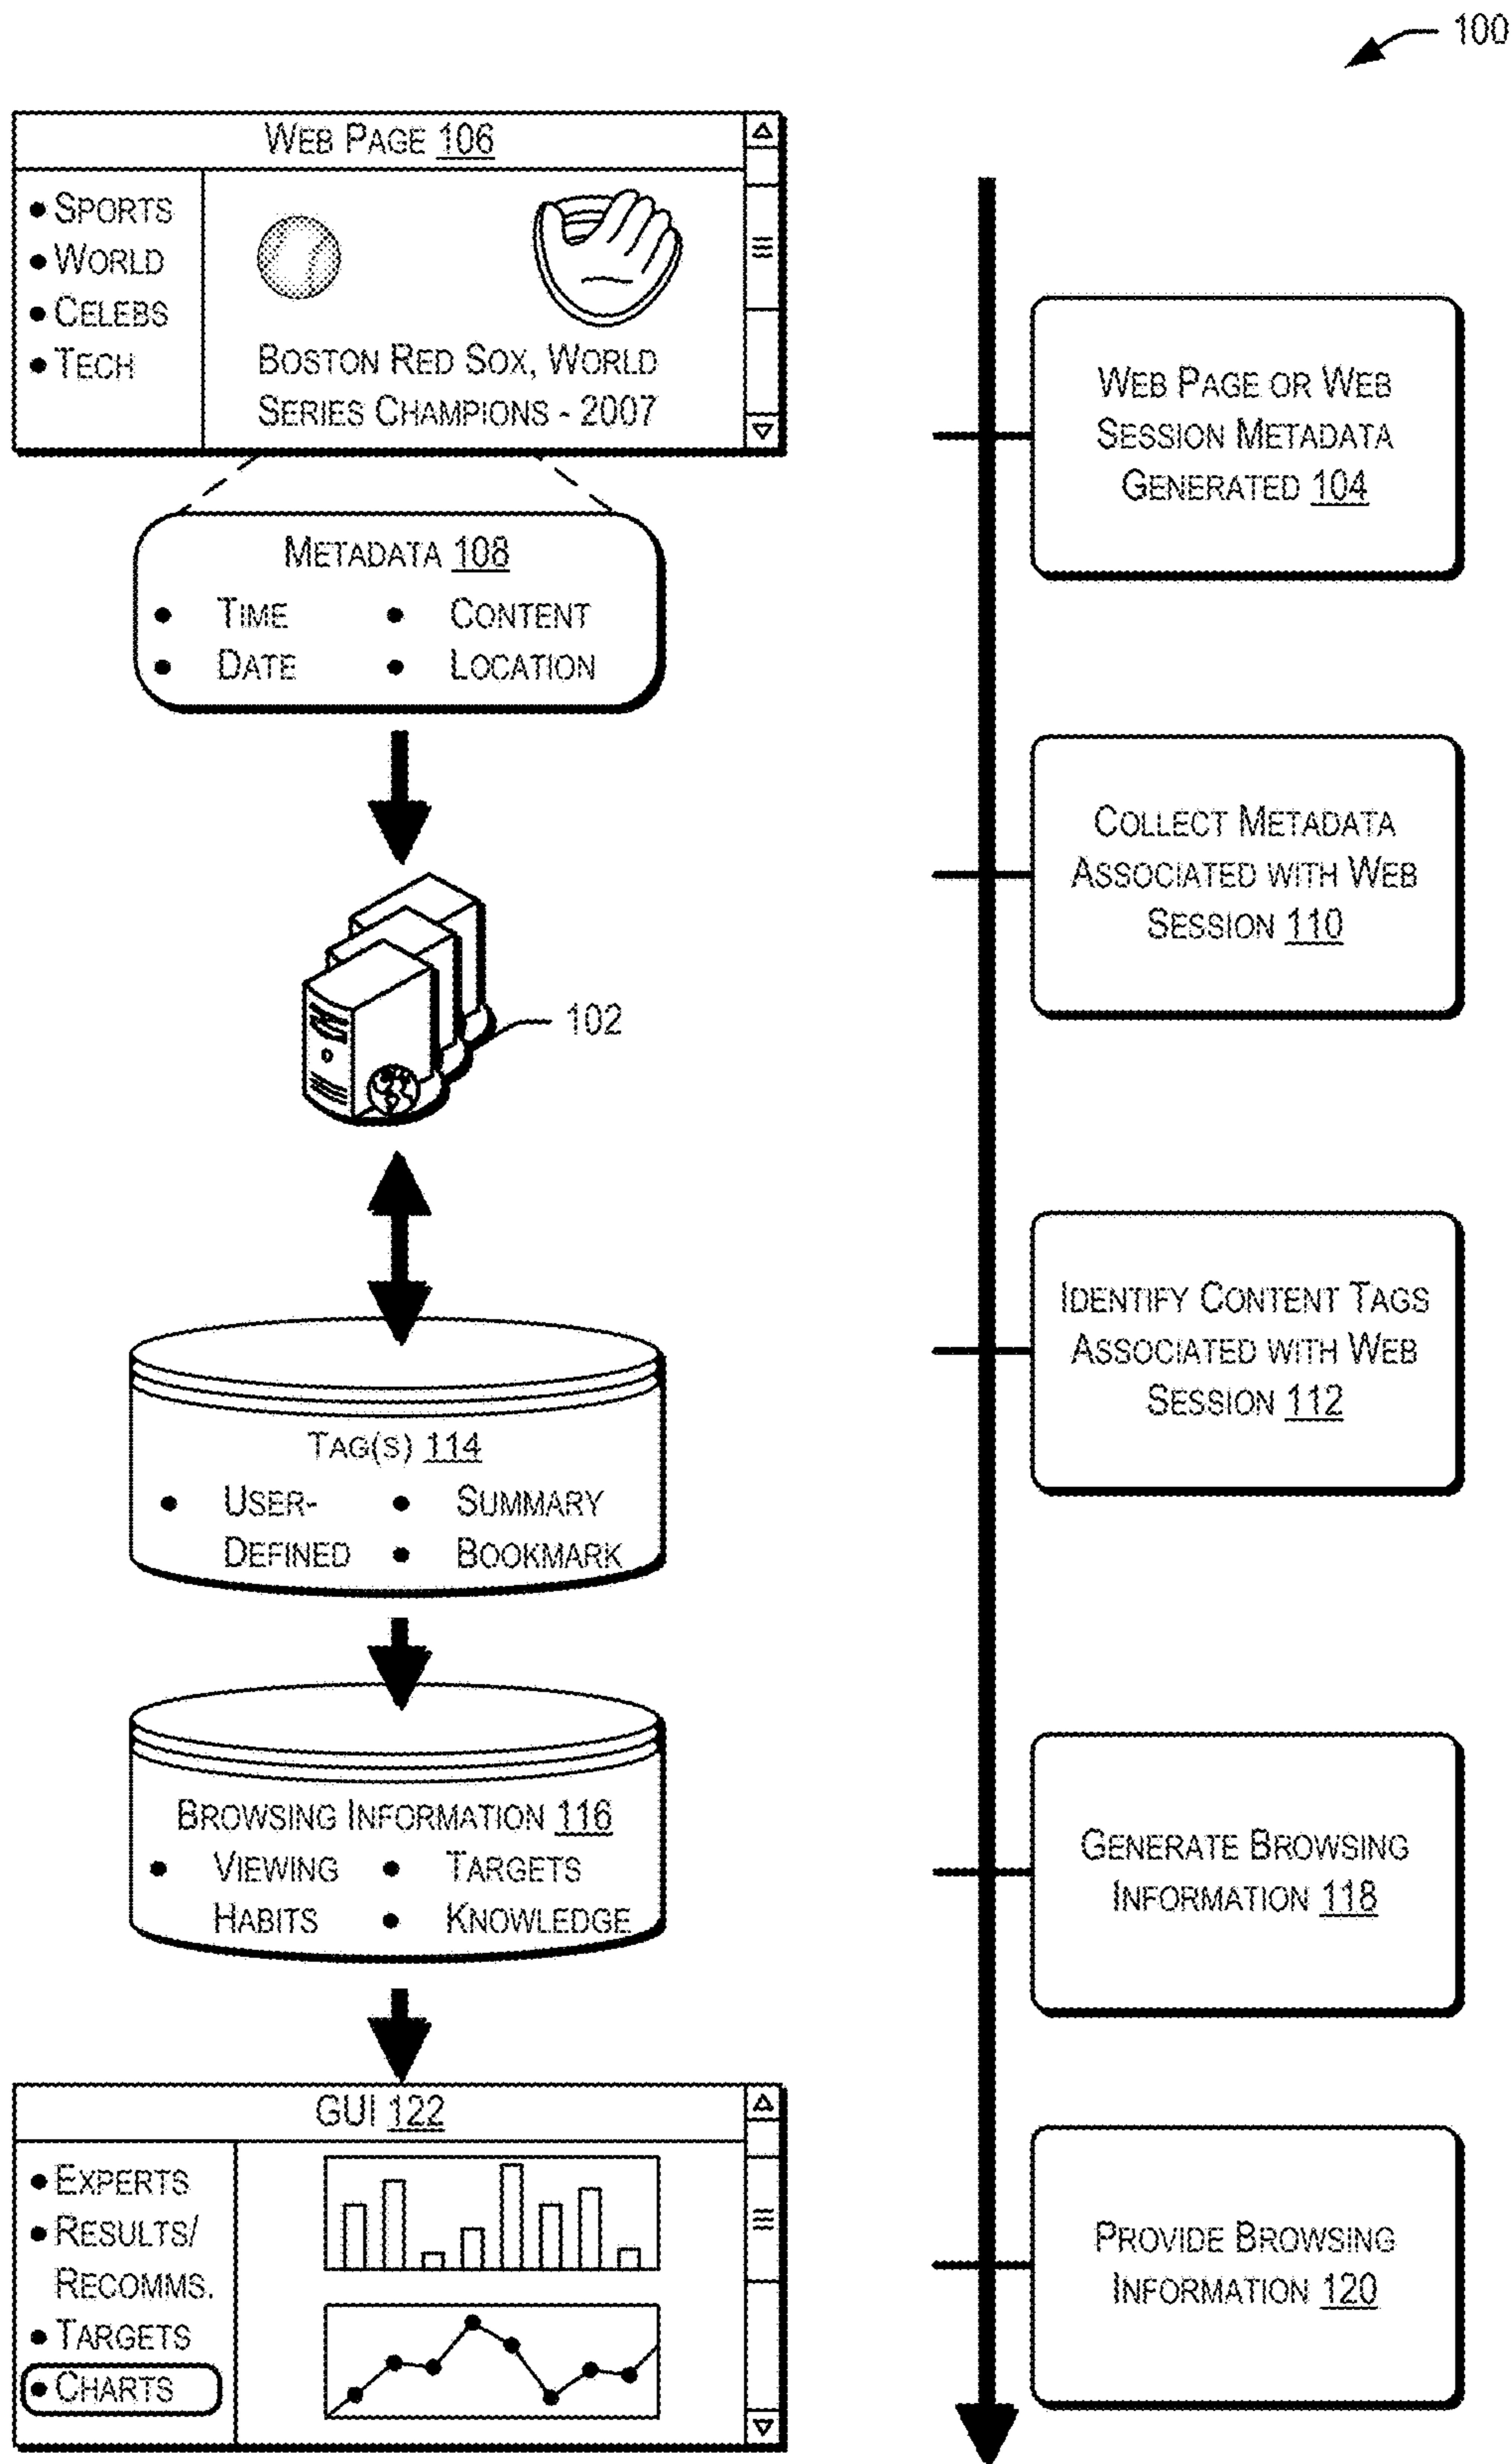 100
WEB PAGE 106
• SPORTS
• WORLD
• CELEBS
• TECH
BOSTON RED SOX, WORLD
SERIES CHAMPIONS - 2007
METADATA 108
• TIME
• DATE
• CONTENT
• LOCATION
102
TAG(S) 114
• USER-
DEFINED
• SUMMARY
• BOOKMARK
BROWSING INFORMATION 116
• VIEWING
HABITS
• TARGETS
• KNOWLEDGE
GUI 122
• EXPERTS
• RESULTS/
RECOMMS.
• TARGETS
• CHARTS
WEB PAGE OR WEB
SESSION METADATA
GENERATED 104
COLLECT METADATA
ASSOCIATED WITH WEB
SESSION 110
IDENTIFY CONTENT TAGS
ASSOCIATED WITH WEB
SESSION 112
GENERATE BROWSING
INFORMATION 118
PROVIDE BROWSING
INFORMATION 120